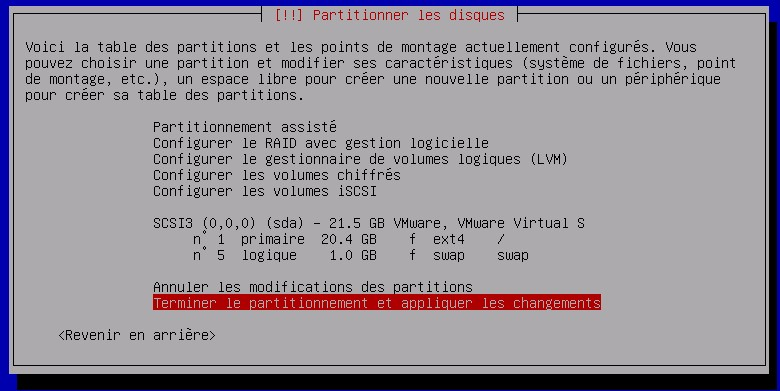 [!!] Partitionner les disques
Voici la table des partitions et les points de montage actuellement configurés. Vous
pouvez choisir une partition et modifier ses caractéristiques (système de fichiers, point
de montage, etc.), un espace libre pour créer une nouvelle partition ou un périphérique
pour créer sa table des partitions.
Partitionnement assisté
Configurer le RAID avec gestion logicielle
Configurer le gestionnaire de volumes logiques (LVM)
Configurer les volumes chiffrés
Configurer les volumes iSCSI
SCSI3 (0,0,0) (sda) - 21.5 GB VMware, VMware Virtual S
n° 1 primaire 20.4 GB f ext4 /
n° 5 logique 1.0 GB f swap swap
Annuler les modifications des partitions
Terminer le partitionnement et appliquer les changements
<Revenir en arrière>